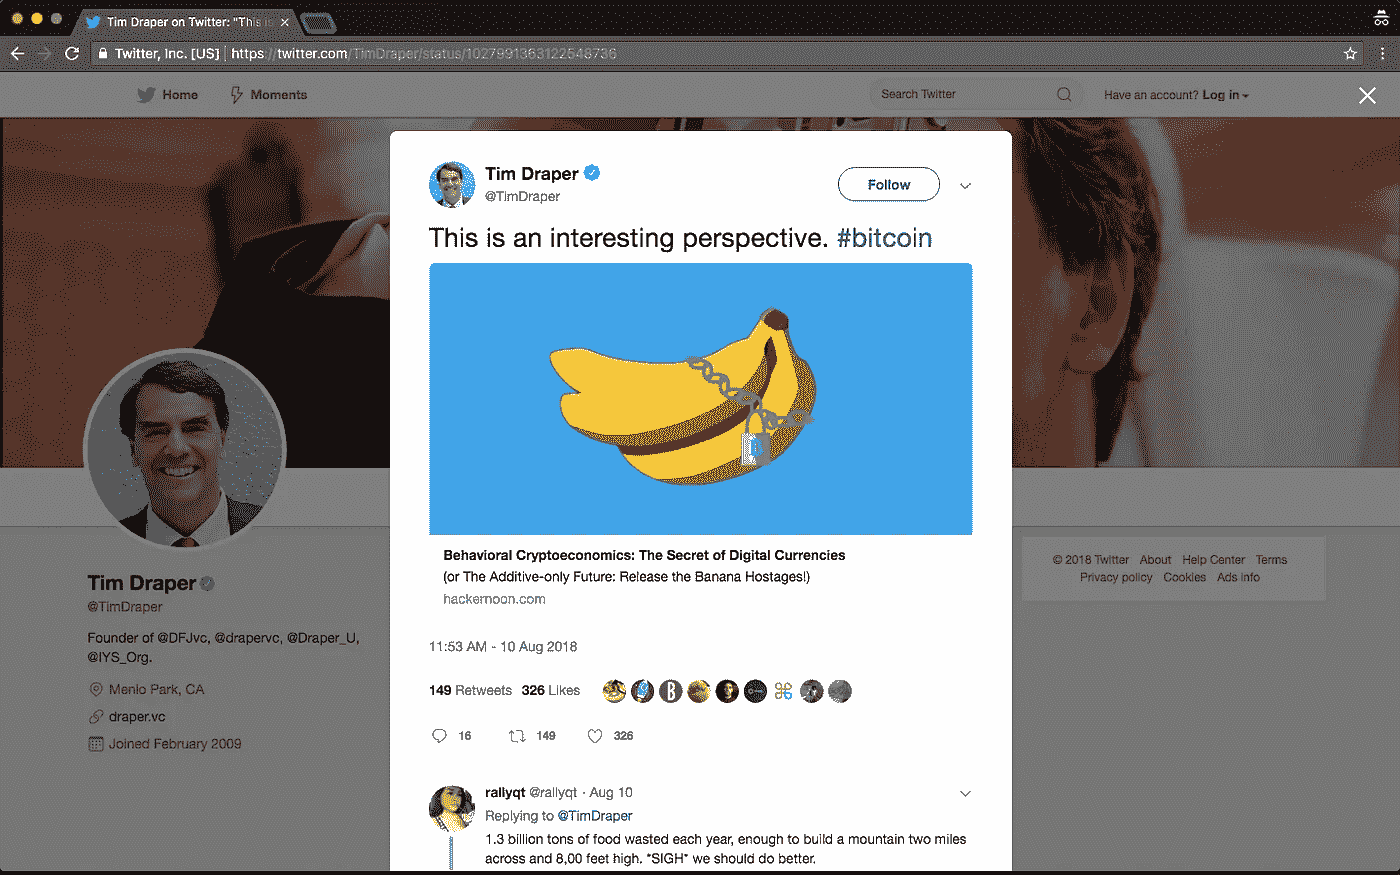 Tim Draper on Twitter: "This is
Twitter, Inc. [US] https://twitter.com/TimDraper/status/1027991363122548736
Home Moments Search Twitter Have an account? Log in
Tim Draper
@TimDraper
Follow
This is an interesting perspective. #bitcoin
B
Behavioral Cryptoeconomics: The Secret of Digital Currencies
(or The Additive-only Future: Release the Banana Hostages!)
hackernoon.com
11:53 AM - 10 Aug 2018
149 Retweets 326 Likes
B
16 149 326
rallyqt @rallyqt · Aug 10
Replying to @TimDraper
1.3 billion tons of food wasted each year, enough to build a mountain two miles
across and 8,00 feet high. *SIGH* we should do better.
Tim Draper
@TimDraper
Founder of @DFJvc, @drapervc, @Draper_U,
@IYS_Org.
Menlo Park, CA
draper.vc
Joined February 2009
© 2018 Twitter About Help Center Terms
Privacy policy Cookies Ads info